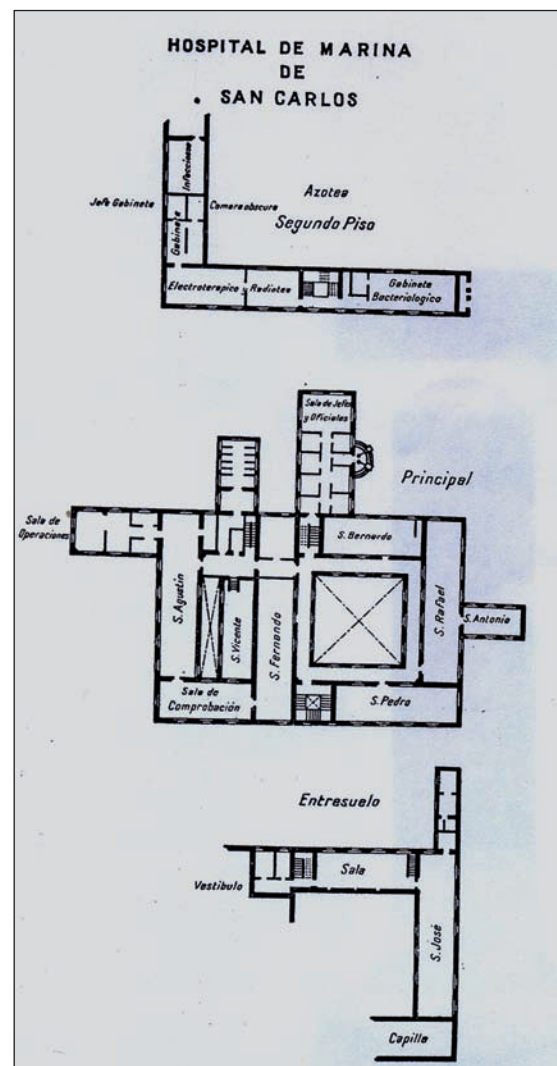 HOSPITAL DE MARINA
DE
SAN CARLOS
Infecciosos
Azotea
Jefe Gabinete
Camara obscura
Segundo Piso
Gabinete
Electroterapico y Radiotea
Gabinete
Bacteriologico
Sala de Jefes
y Oficiales
Principal
Sala de
Operaciones
S. Bernardo
S. Agustín
S. Vicente
S. Fernando
S. Rafael
S. Antonio
Sala de
Comprobación
S. Pedro
Entresuelo
Sala
Vestíbulo
S. José
Capilla